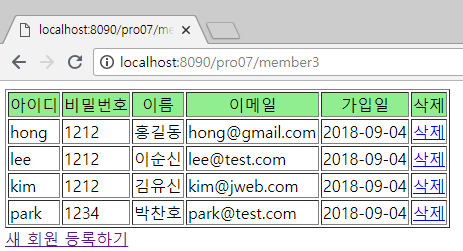 localhost:8090/pro07/me
localhost:8090/pro07/member3
아이디 비밀번호 이름 이메일 가입일 삭제
hong 1212 홍길동 hong@gmail.com 2018-09-04 삭제
lee 1212 이순신 lee@test.com 2018-09-04 삭제
kim 1212 김유신 kim@jweb.com 2018-09-04 삭제
park 1234 박찬호 park@test.com 2018-09-04 삭제
새 회원 등록하기